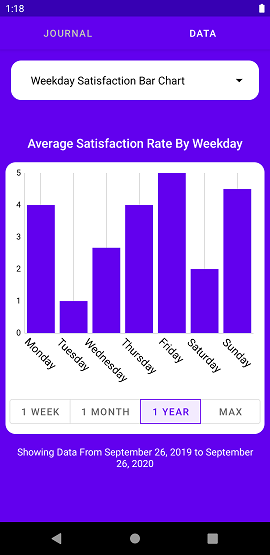 1:18
JOURNAL
DATA
Weekday Satisfaction Bar Chart
Average Satisfaction Rate By Weekday
5
4
3
2
1
0
Monday
Tuesday
Wednesday
Thursday
Friday
Saturday
Sunday
1 WEEK
1 MONTH
1 YEAR
MAX
Showing Data From September 26, 2019 to September
26, 2020